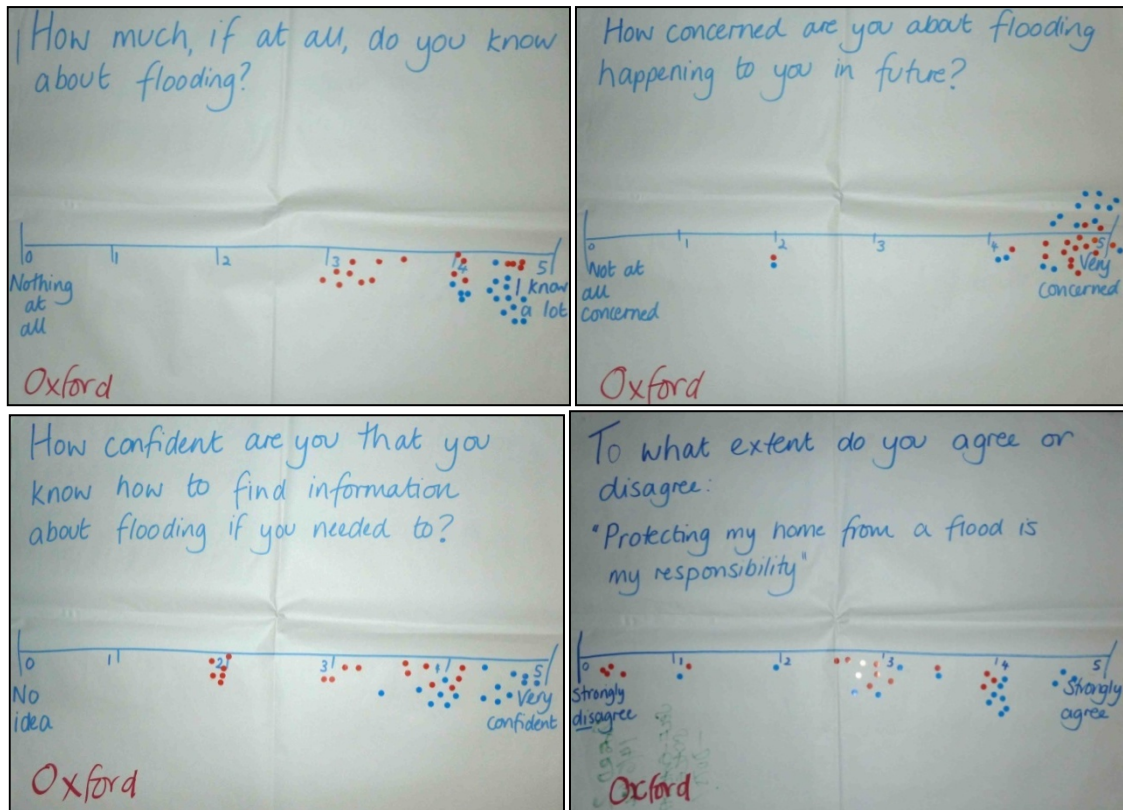 How much, if at all, do you know
about flooding?
0 1 2 3 4 5
Nothing
at
all
I know
a lot
Oxford
How concerned are you about flooding
happening to you in future?
0 1 2 3 4 5
Not at
all
concerned
Very
concerned
Oxford
How confident are you that you
know how to find information
about flooding if you needed to?
0 1 2 3 4 5
No
idea
Very
confident
Oxford
To what extent do you agree or
disagree:
"Protecting my home from a flood is
my responsibility"
0 1 2 3 4 5
Strongly
disagree
Strongly
agree
Oxford